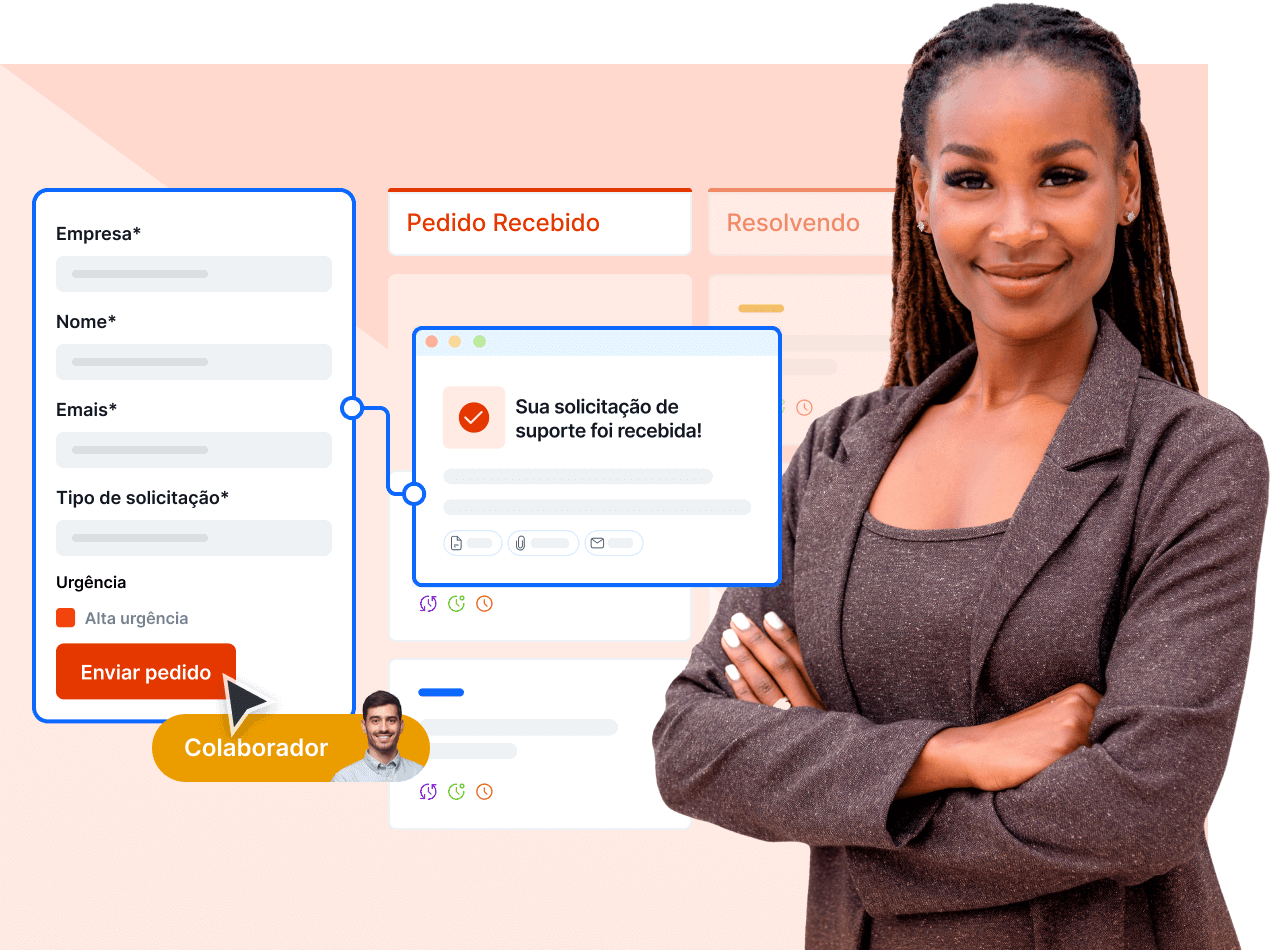 Empresa*
Nome*
Emais*
Tipo de solicitação*
Urgência
Alta urgência
Enviar pedido
Colaborador
Pedido Recebido
Resolvendo
Sua solicitação de
suporte foi recebida!